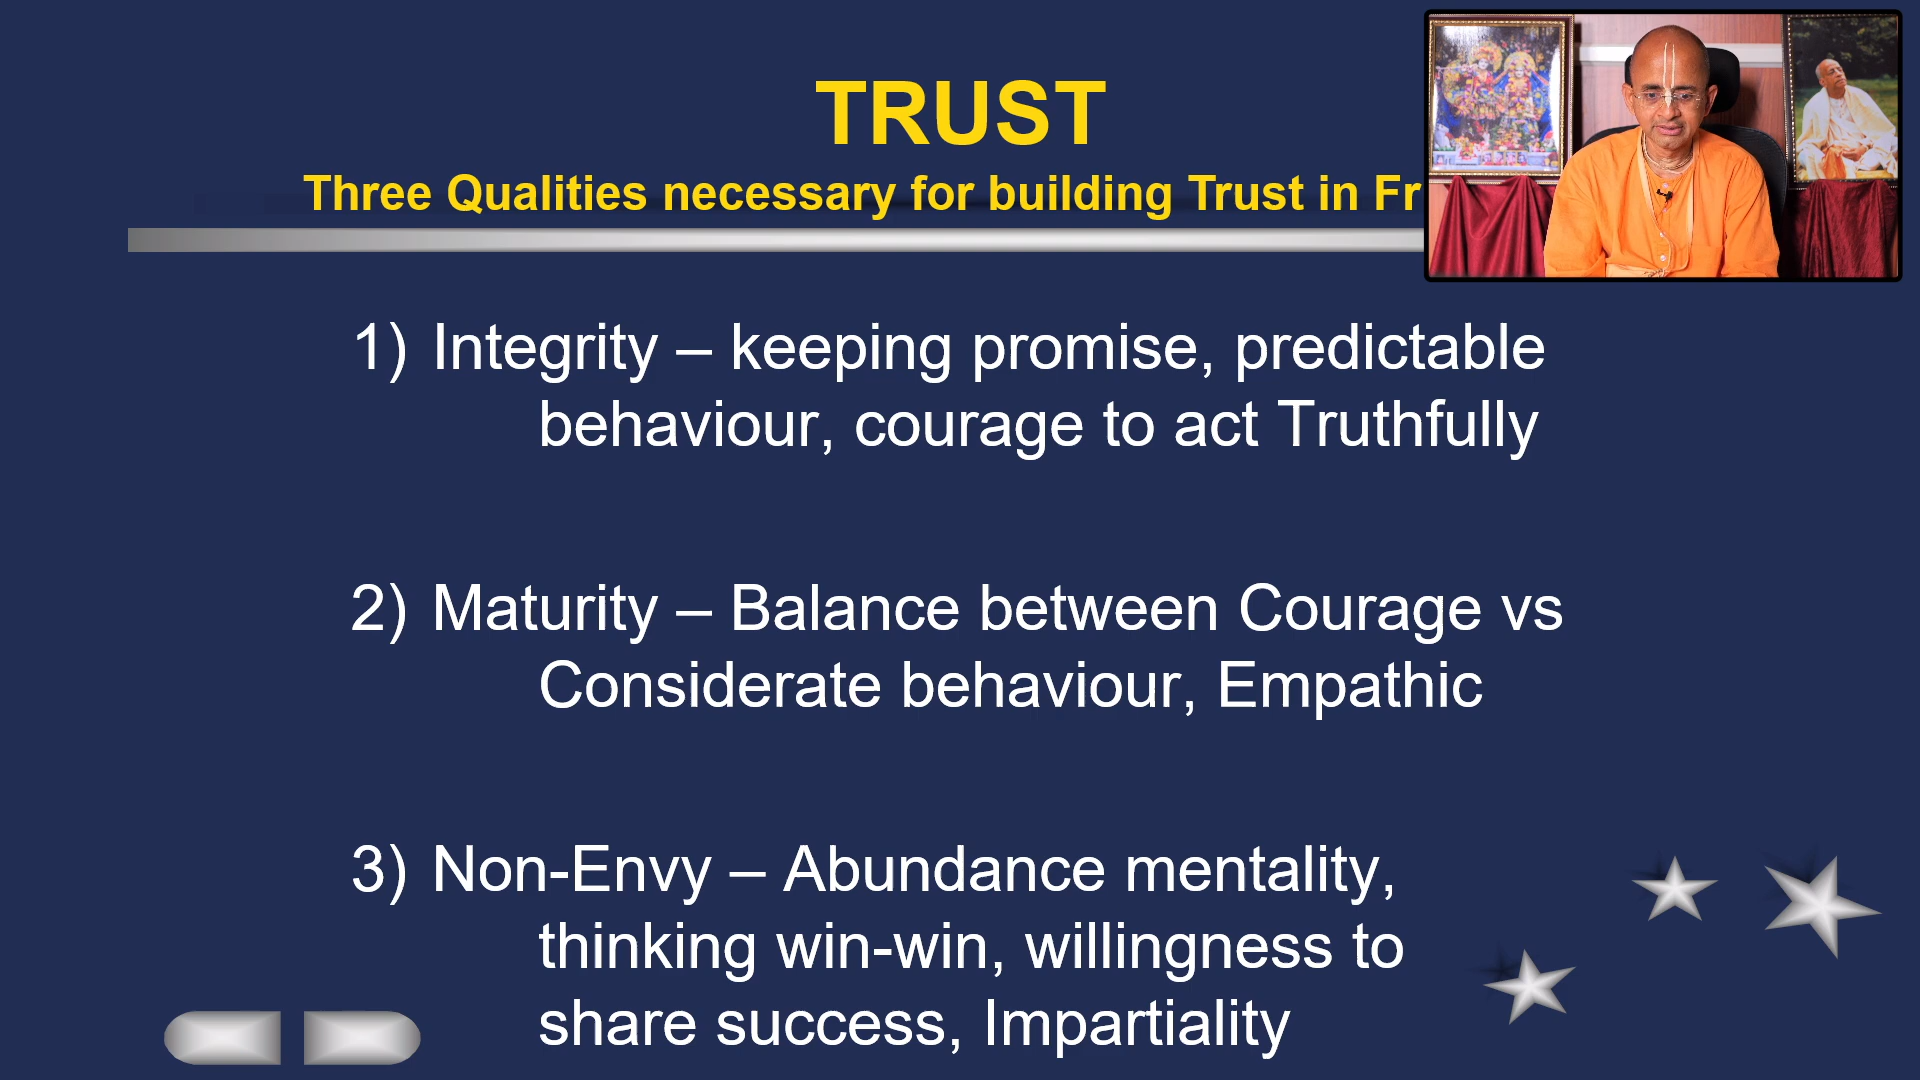 TRUST
Three Qualities necessary for building Trust in
1) Integrity – keeping promise, predictable
behaviour, courage to act Truthfully
2) Maturity – Balance between Courage vs
Considerate behaviour, Empathic
3) Non-Envy – Abundance mentality,
thinking win-win, willingness to
share success, Impartiality